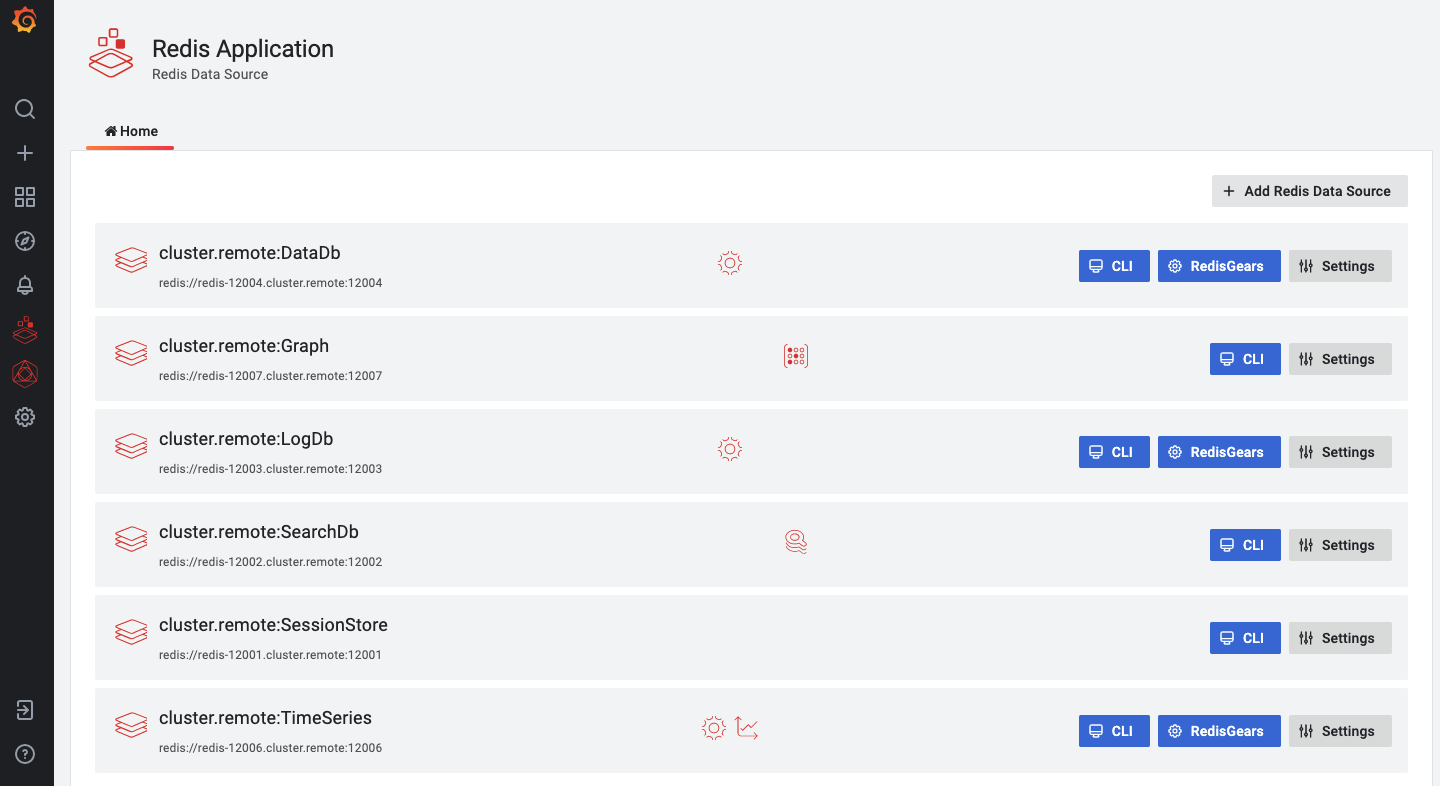 Redis Application
Redis Data Source
Home
Add Redis Data Source
cluster.remote:DataDb
redis://redis-12004.cluster.remote:12004
CLI RedisGears Settings
cluster.remote:Graph
redis://redis-12007.cluster.remote:12007
CLI Settings
cluster.remote:LogDb
redis://redis-12003.cluster.remote:12003
CLI RedisGears Settings
cluster.remote:SearchDb
redis://redis-12002.cluster.remote:12002
CLI Settings
cluster.remote:SessionStore
redis://redis-12001.cluster.remote:12001
CLI Settings
cluster.remote:TimeSeries
redis://redis-12006.cluster.remote:12006
CLI RedisGears Settings